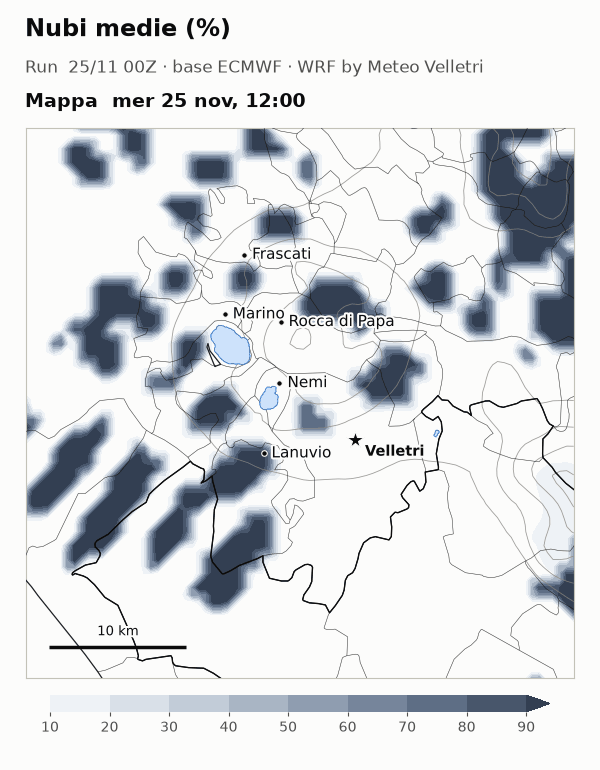 Nubi medie (%)
Run  25/11 00Z · base ECMWF · WRF by Meteo Velletri
Mappa  mer 25 nov, 12:00
Frascati
Marino
Rocca di Papa
Nemi
Velletri
Lanuvio
10 km
10 20 30 40 50 60 70 80 90